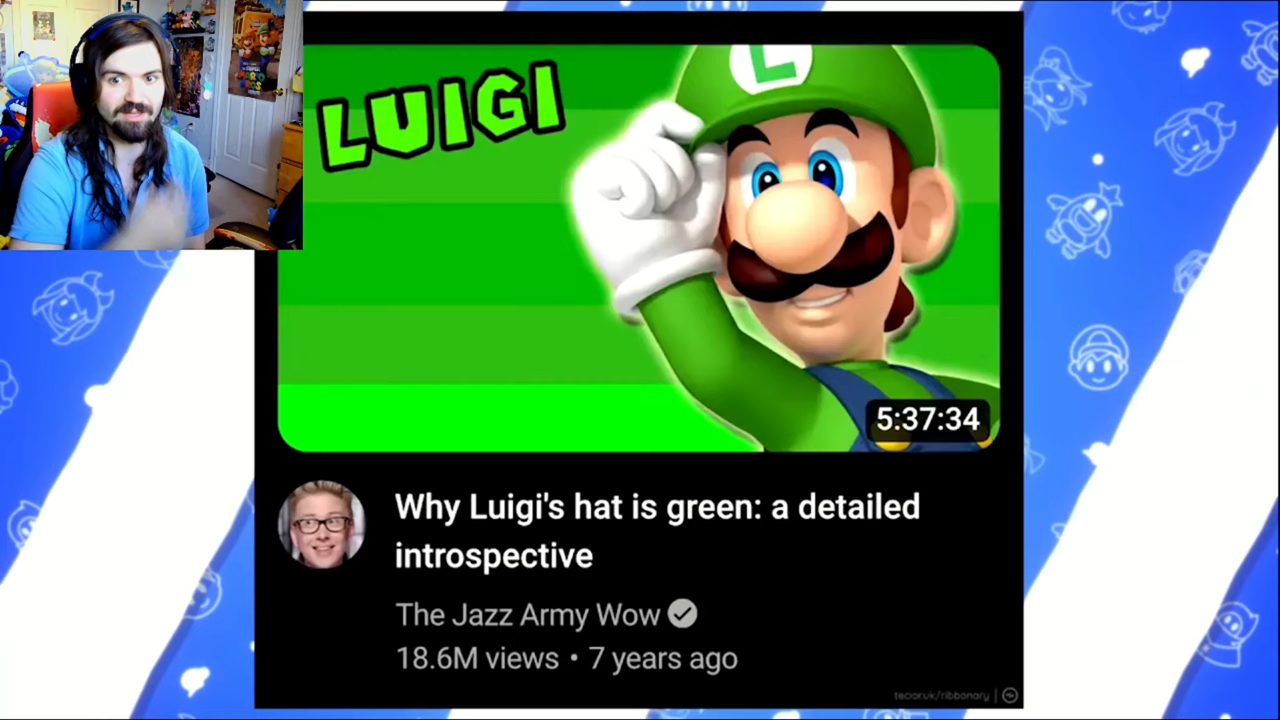 LUIGI
L
5:37:34
Why Luigi's hat is green: a detailed
introspective
The Jazz Army Wow
18.6M views • 7 years ago